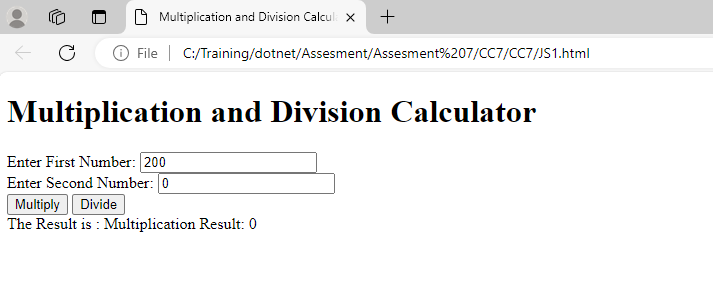 Multiplication and Division Calcul
File | C:/Training/dotnet/Assesment/Assesment%207/CC7/CC7/JS1.html
Multiplication and Division Calculator
Enter First Number: 200
Enter Second Number: 0
Multiply Divide
The Result is : Multiplication Result: 0